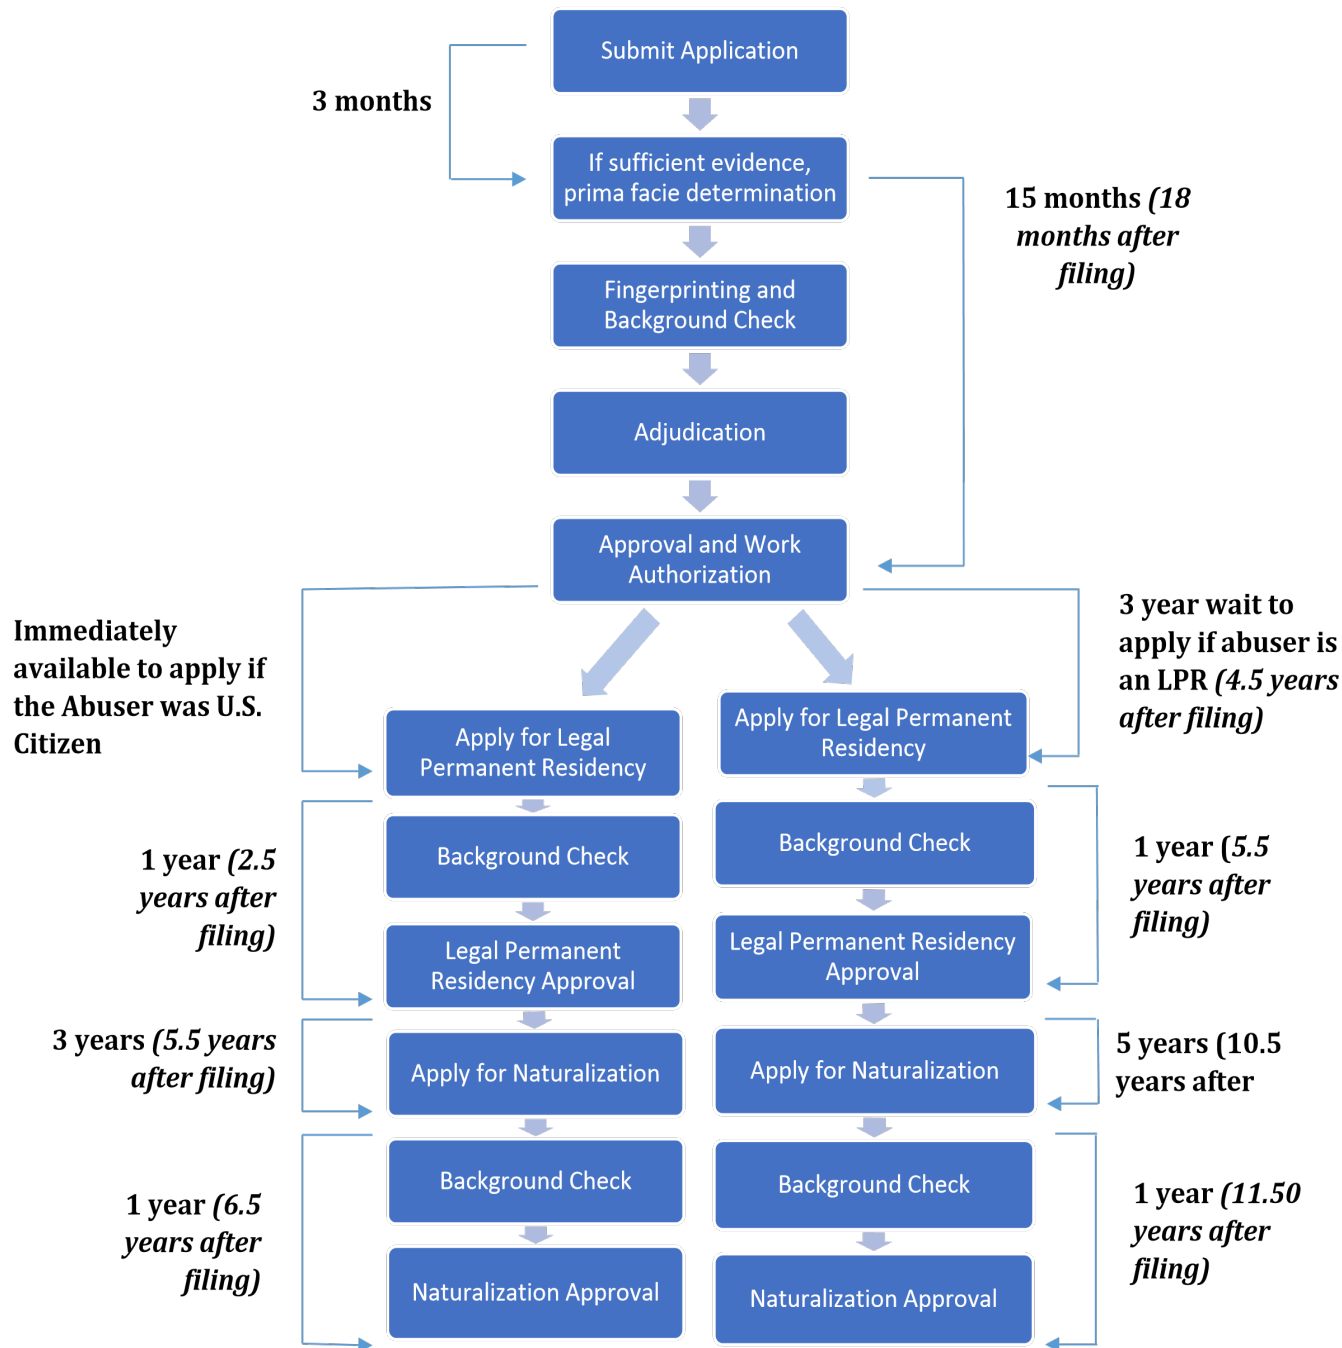 Submit Application
3 months
If sufficient evidence,
prima facie determination
15 months (18
months after
filing)
Fingerprinting and
Background Check
Adjudication
Approval and Work
Authorization
Immediately
available to apply if
the Abuser was U.S.
Citizen
3 year wait to
apply if abuser is
an LPR (4.5 years
after filing)
Apply for Legal
Permanent Residency
Apply for Legal Permanent
Residency
1 year (2.5
years after
filing)
Background Check
Background Check
1 year (5.5
years after
filing)
Legal Permanent
Residency Approval
Legal Permanent Residency
Approval
3 years (5.5 years
after filing)
Apply for Naturalization
Apply for Naturalization
5 years (10.5
years after
1 year (6.5
years after
filing)
Background Check
Background Check
1 year (11.50
years after
filing)
Naturalization Approval
Naturalization Approval